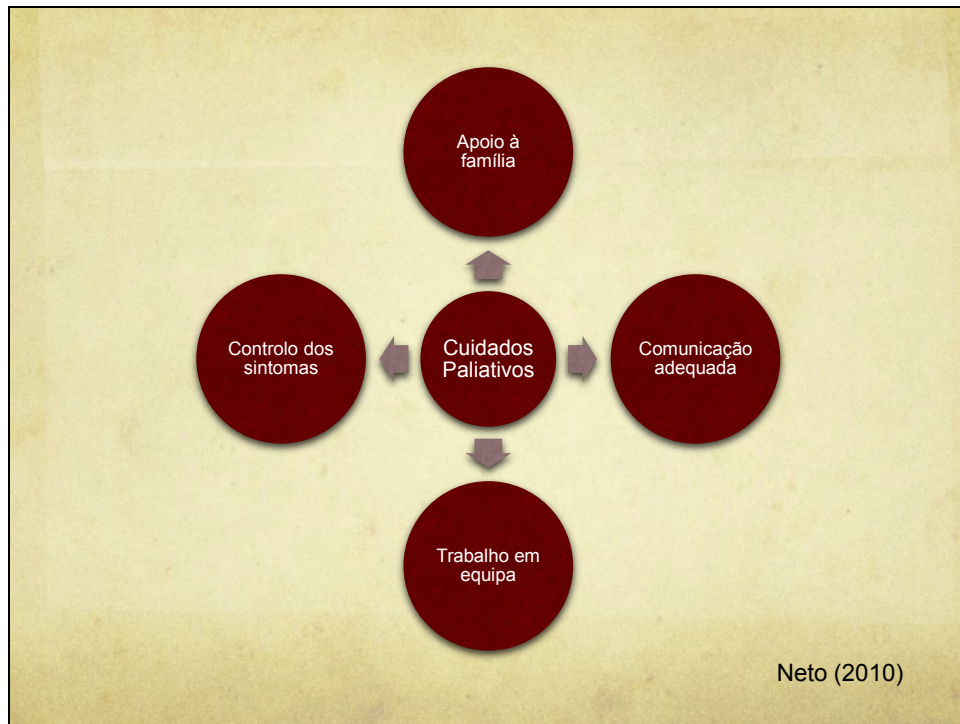 Apoio à
família
Controlo dos
sintomas
Cuidados
Paliativos
Comunicação
adequada
Trabalho em
equipa
Neto (2010)